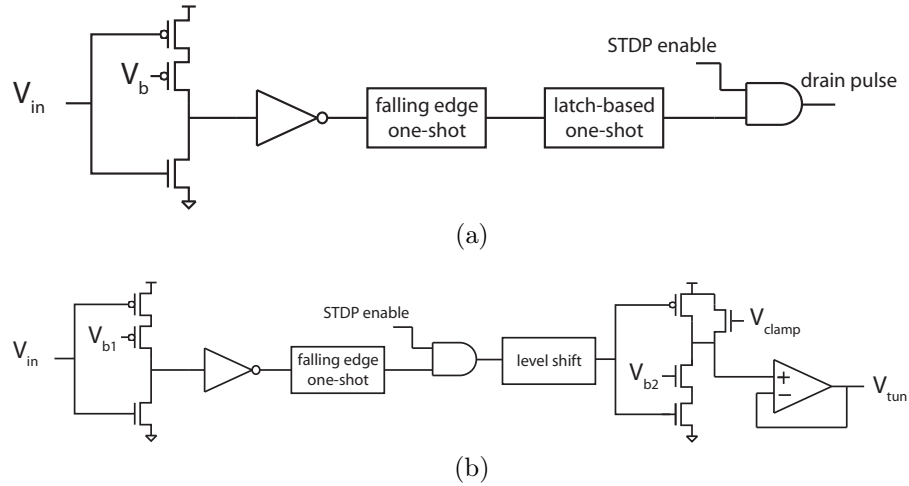 STDP enable
drain pulse
V_in
V_b
falling edge
one-shot
latch-based
one-shot
(a)
STDP enable
V_in
V_b1
falling edge
one-shot
level shift
V_b2
V_clamp
+
−
V_tun
(b)